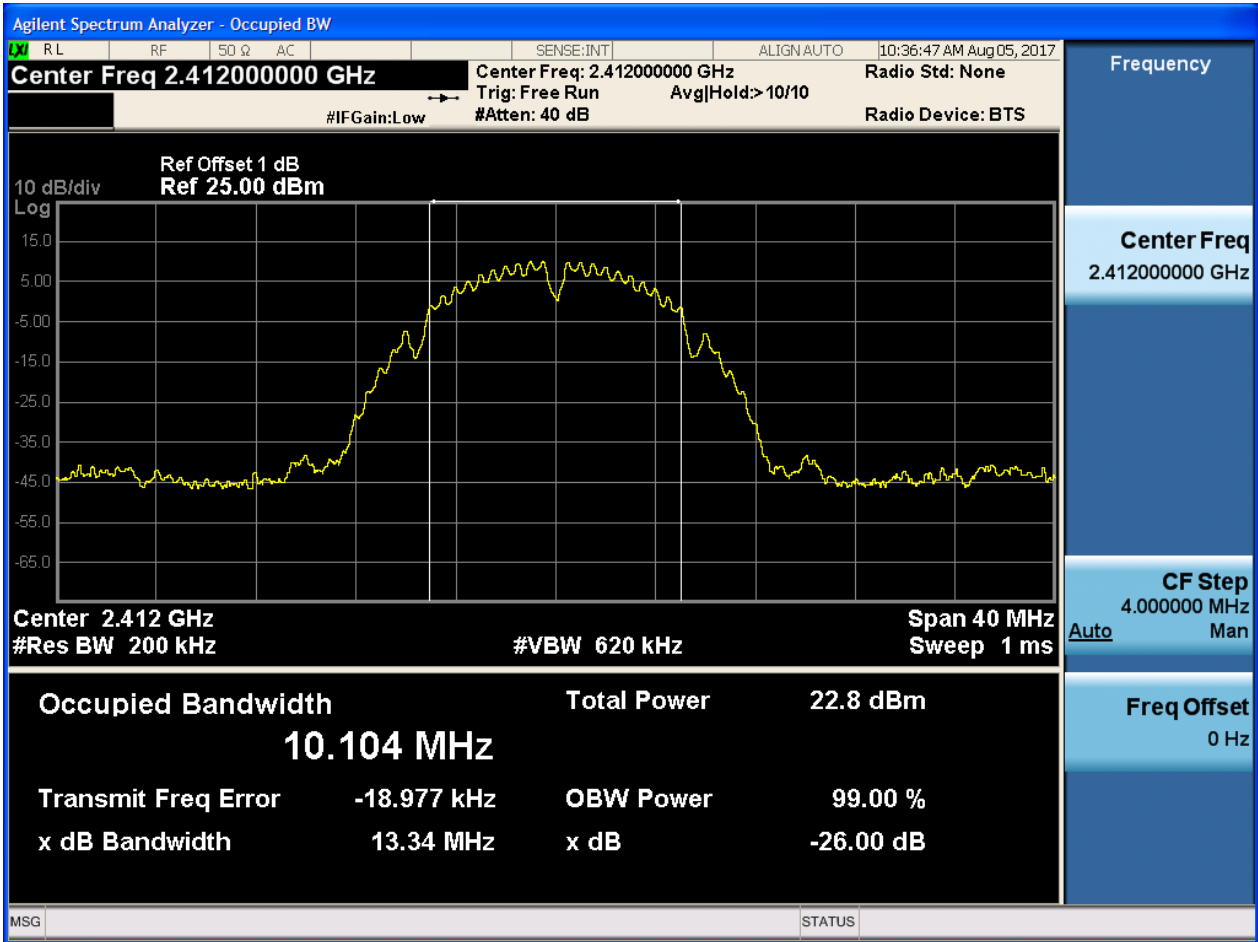 Agilent Spectrum Analyzer - Occupied BW
LXI RL RF 50 Ω AC SENSE:INT ALIGN AUTO 10:36:47 AM Aug 05, 2017
Center Freq 2.412000000 GHz
#IFGain:Low
Center Freq: 2.412000000 GHz
Trig: Free Run Avg|Hold:> 10/10
#Atten: 40 dB
Radio Std: None
Radio Device: BTS
Ref Offset 1 dB
10 dB/div Ref 25.00 dBm
Log
15.0
5.00
-5.00
-15.0
-25.0
-35.0
-45.0
-55.0
-65.0
Center 2.412 GHz Span 40 MHz
#Res BW 200 kHz #VBW 620 kHz Sweep 1 ms
Occupied Bandwidth Total Power 22.8 dBm
10.104 MHz
Transmit Freq Error -18.977 kHz OBW Power 99.00 %
x dB Bandwidth 13.34 MHz x dB -26.00 dB
MSG STATUS
Frequency
Center Freq
2.412000000 GHz
CF Step
4.000000 MHz
Auto Man
Freq Offset
0 Hz